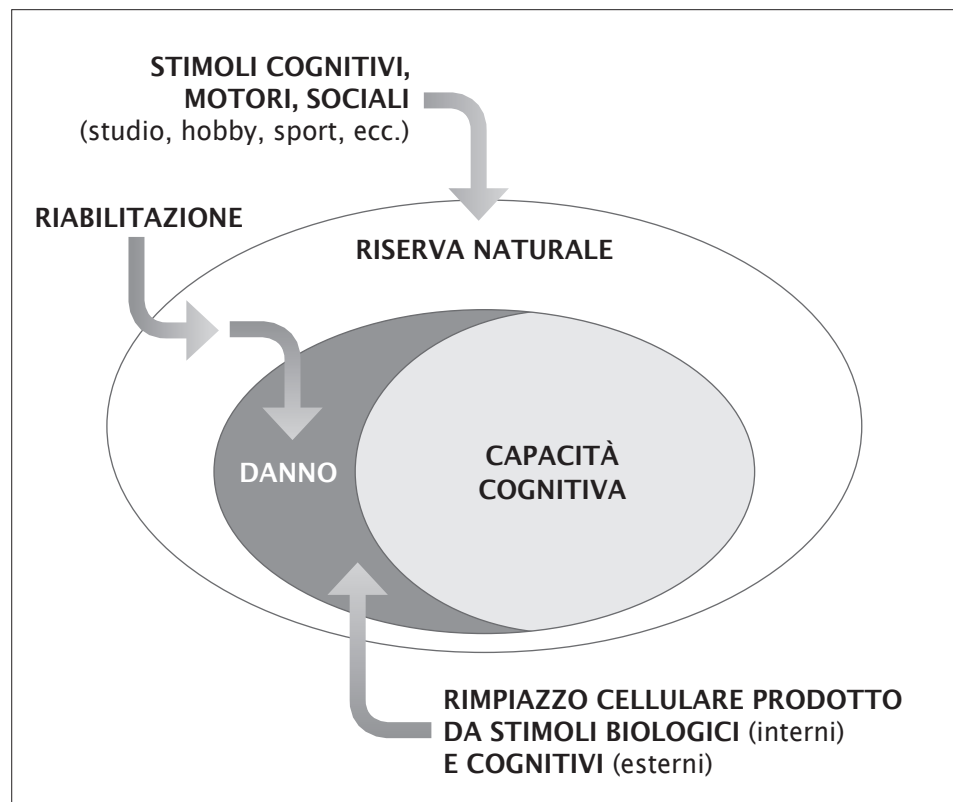 STIMOLI COGNITIVI,
MOTORI, SOCIALI
(studio, hobby, sport, ecc.)
RIABILITAZIONE
RISERVA NATURALE
DANNO
CAPACITÀ
COGNITIVA
RIMPIAZZO CELLULARE PRODOTTO
DA STIMOLI BIOLOGICI (interni)
E COGNITIVI (esterni)